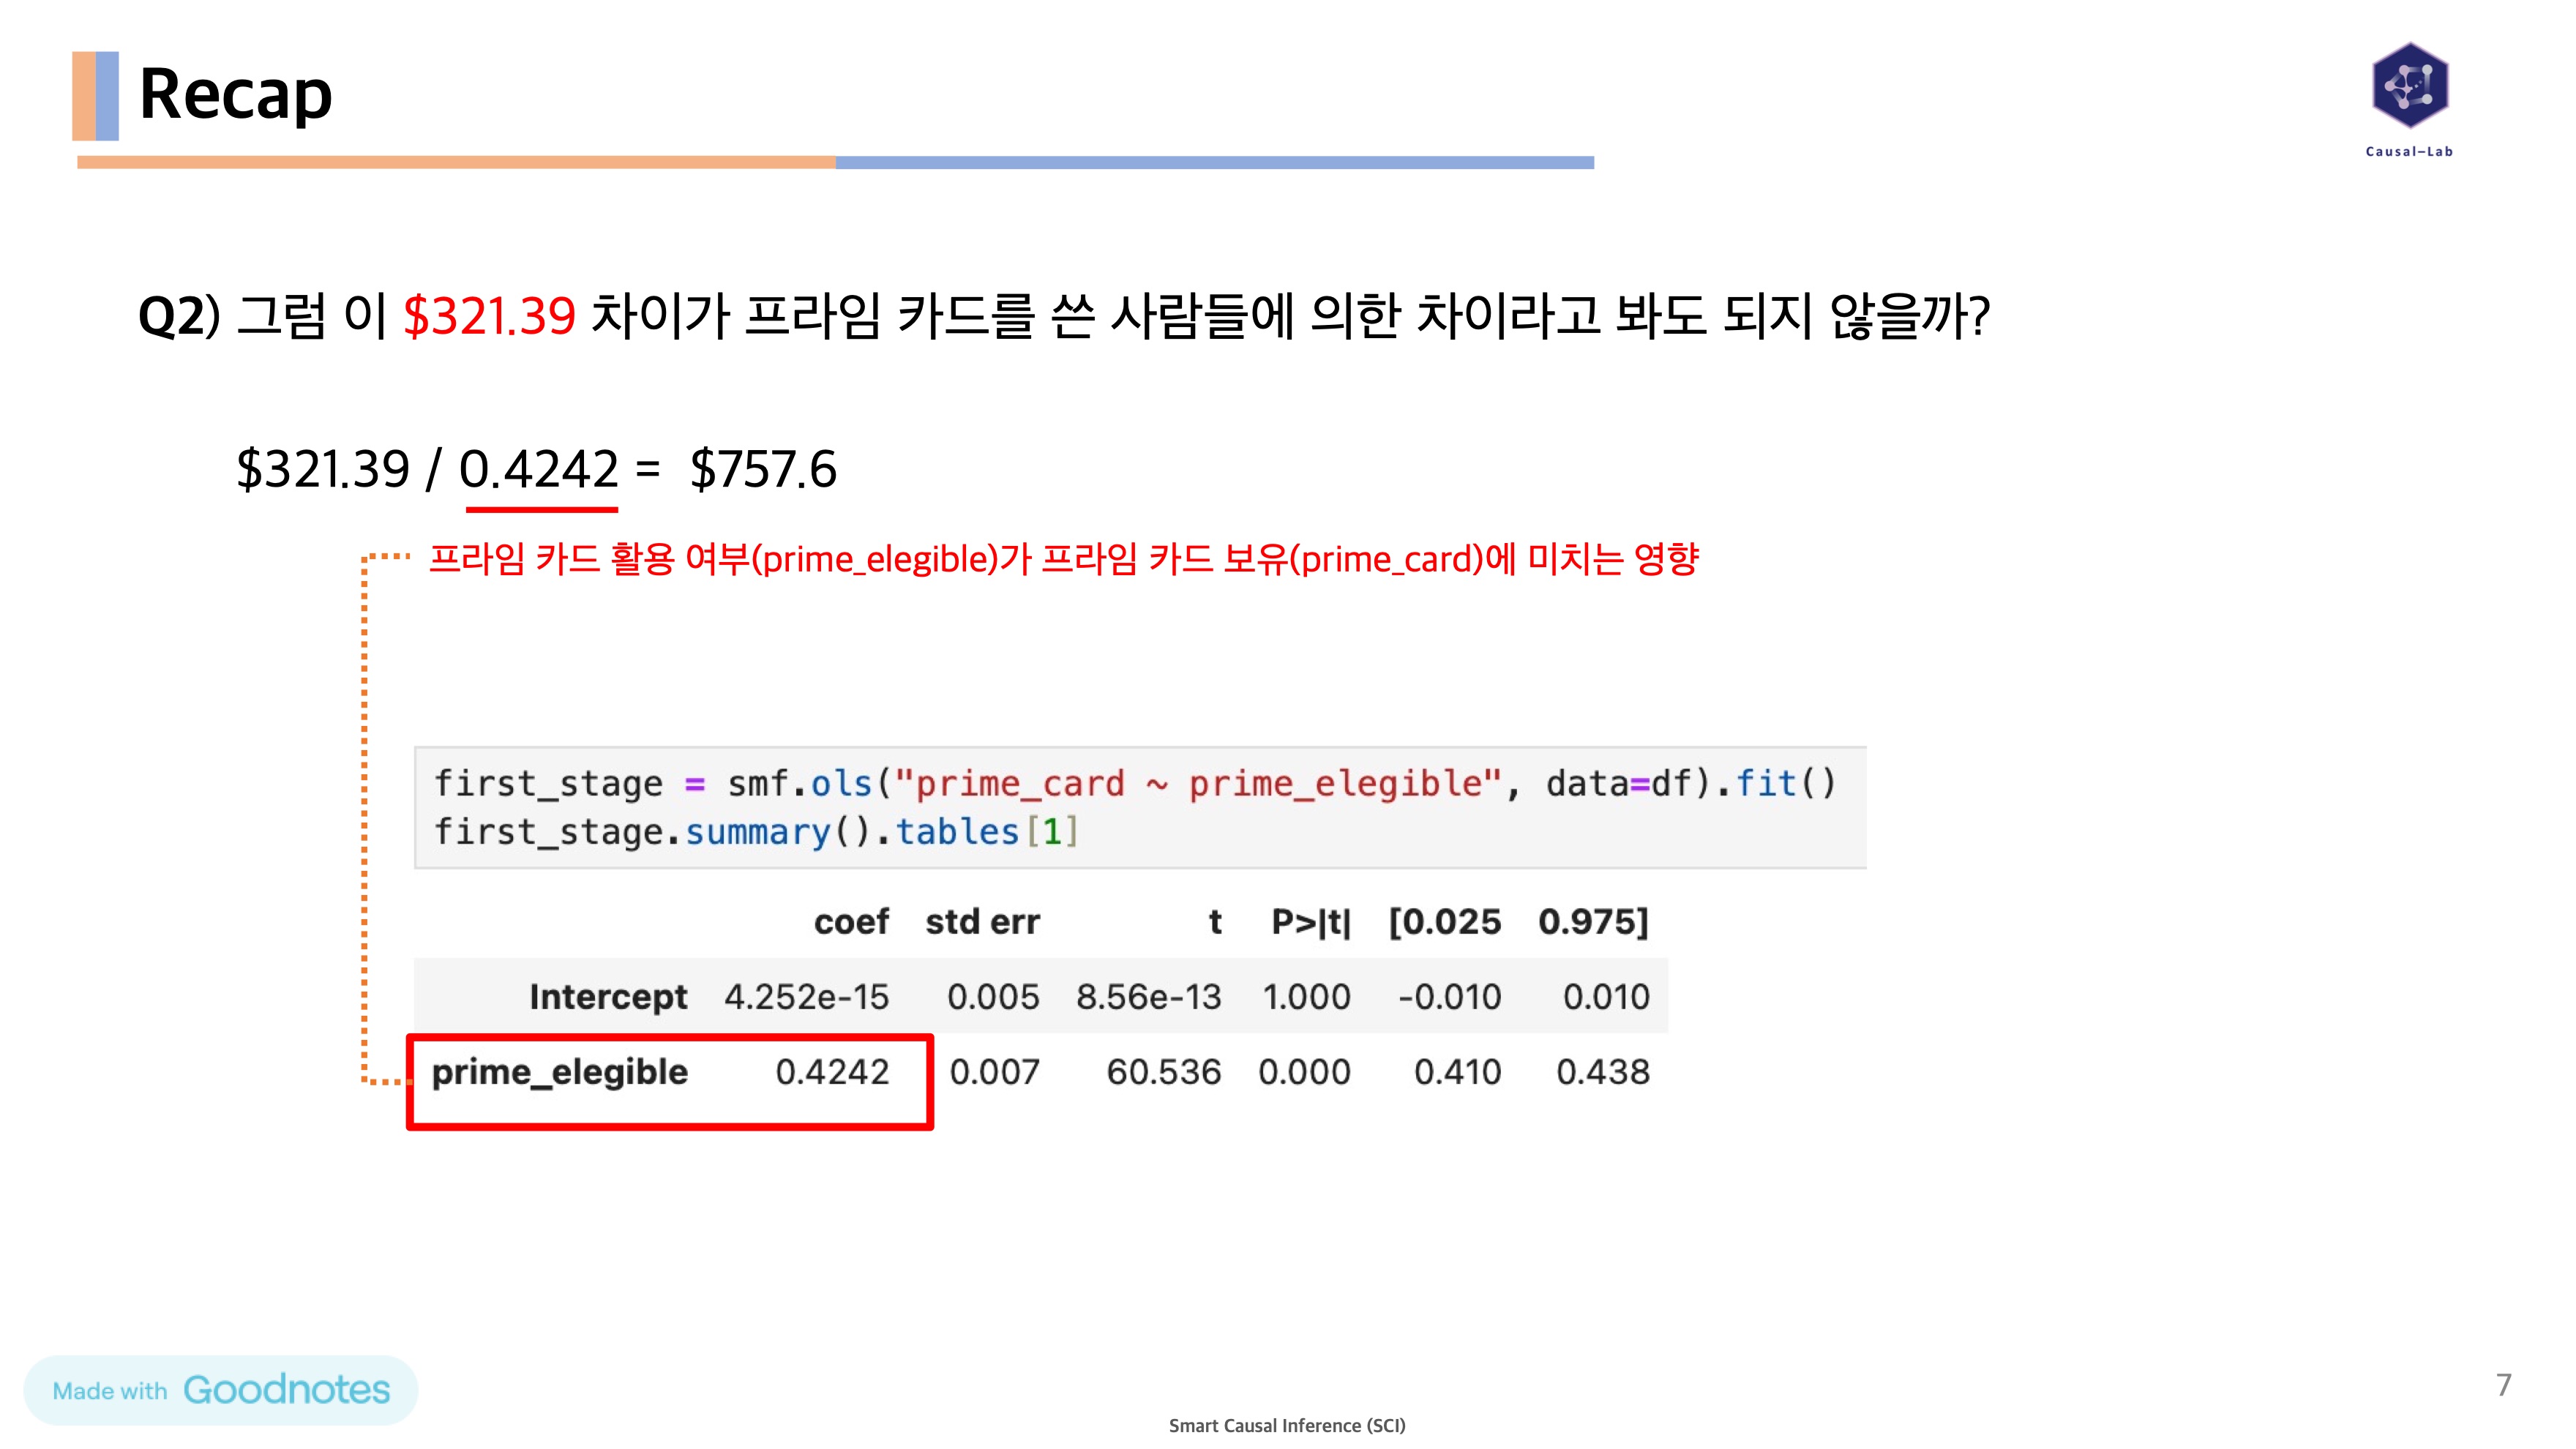 Recap
Causal–Lab
Q2) 그럼 이 $321.39 차이가 프라임 카드를 쓴 사람들에 의한 차이라고 봐도 되지 않을까?
$321.39 / 0.4242 = $757.6
프라임 카드 활용 여부(prime_elegible)가 프라임 카드 보유(prime_card)에 미치는 영향
first_stage = smf.ols("prime_card ~ prime_elegible", data=df).fit()
first_stage.summary().tables[1]
coef std err t P>|t| [0.025 0.975]
Intercept 4.252e-15 0.005 8.56e-13 1.000 -0.010 0.010
prime_elegible 0.4242 0.007 60.536 0.000 0.410 0.438
Made with Goodnotes
7
Smart Causal Inference (SCI)